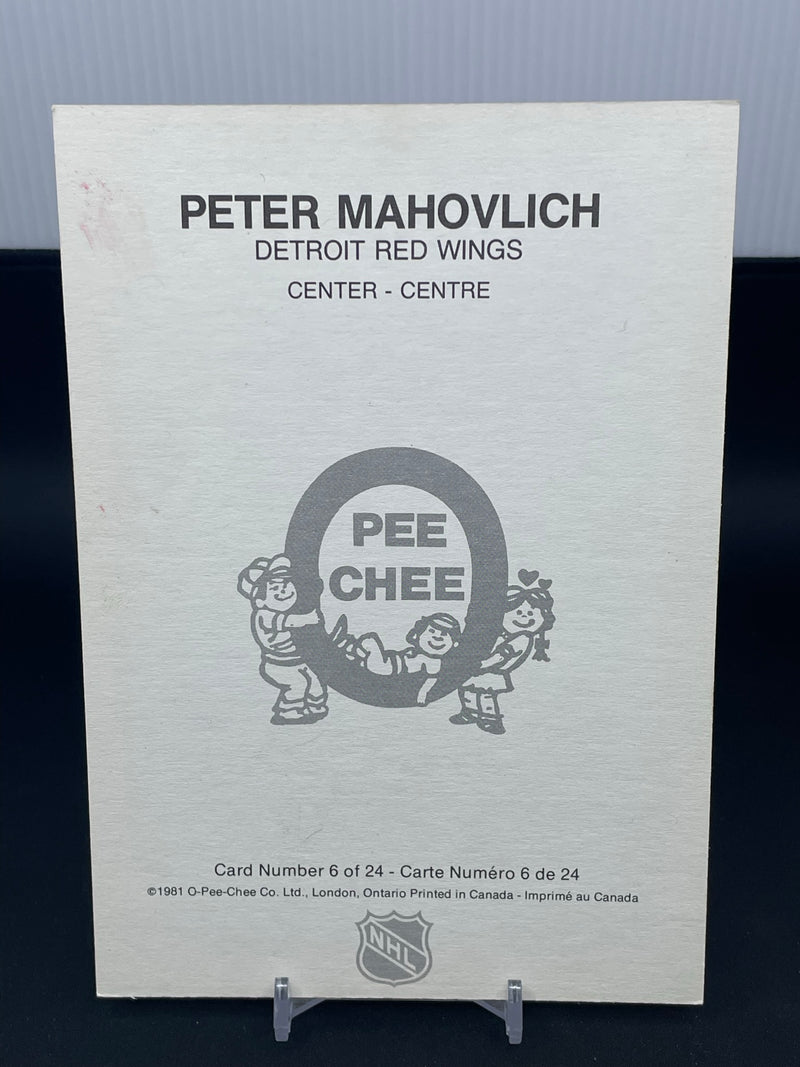 PETER MAHOVLICH
DETROIT RED WINGS
CENTER - CENTRE
PEE
CHEE
Card Number 6 of 24 - Carte Numéro 6 de 24
©1981 O-Pee-Chee Co. Ltd., London, Ontario Printed in Canada - Imprimé au Canada
NHL